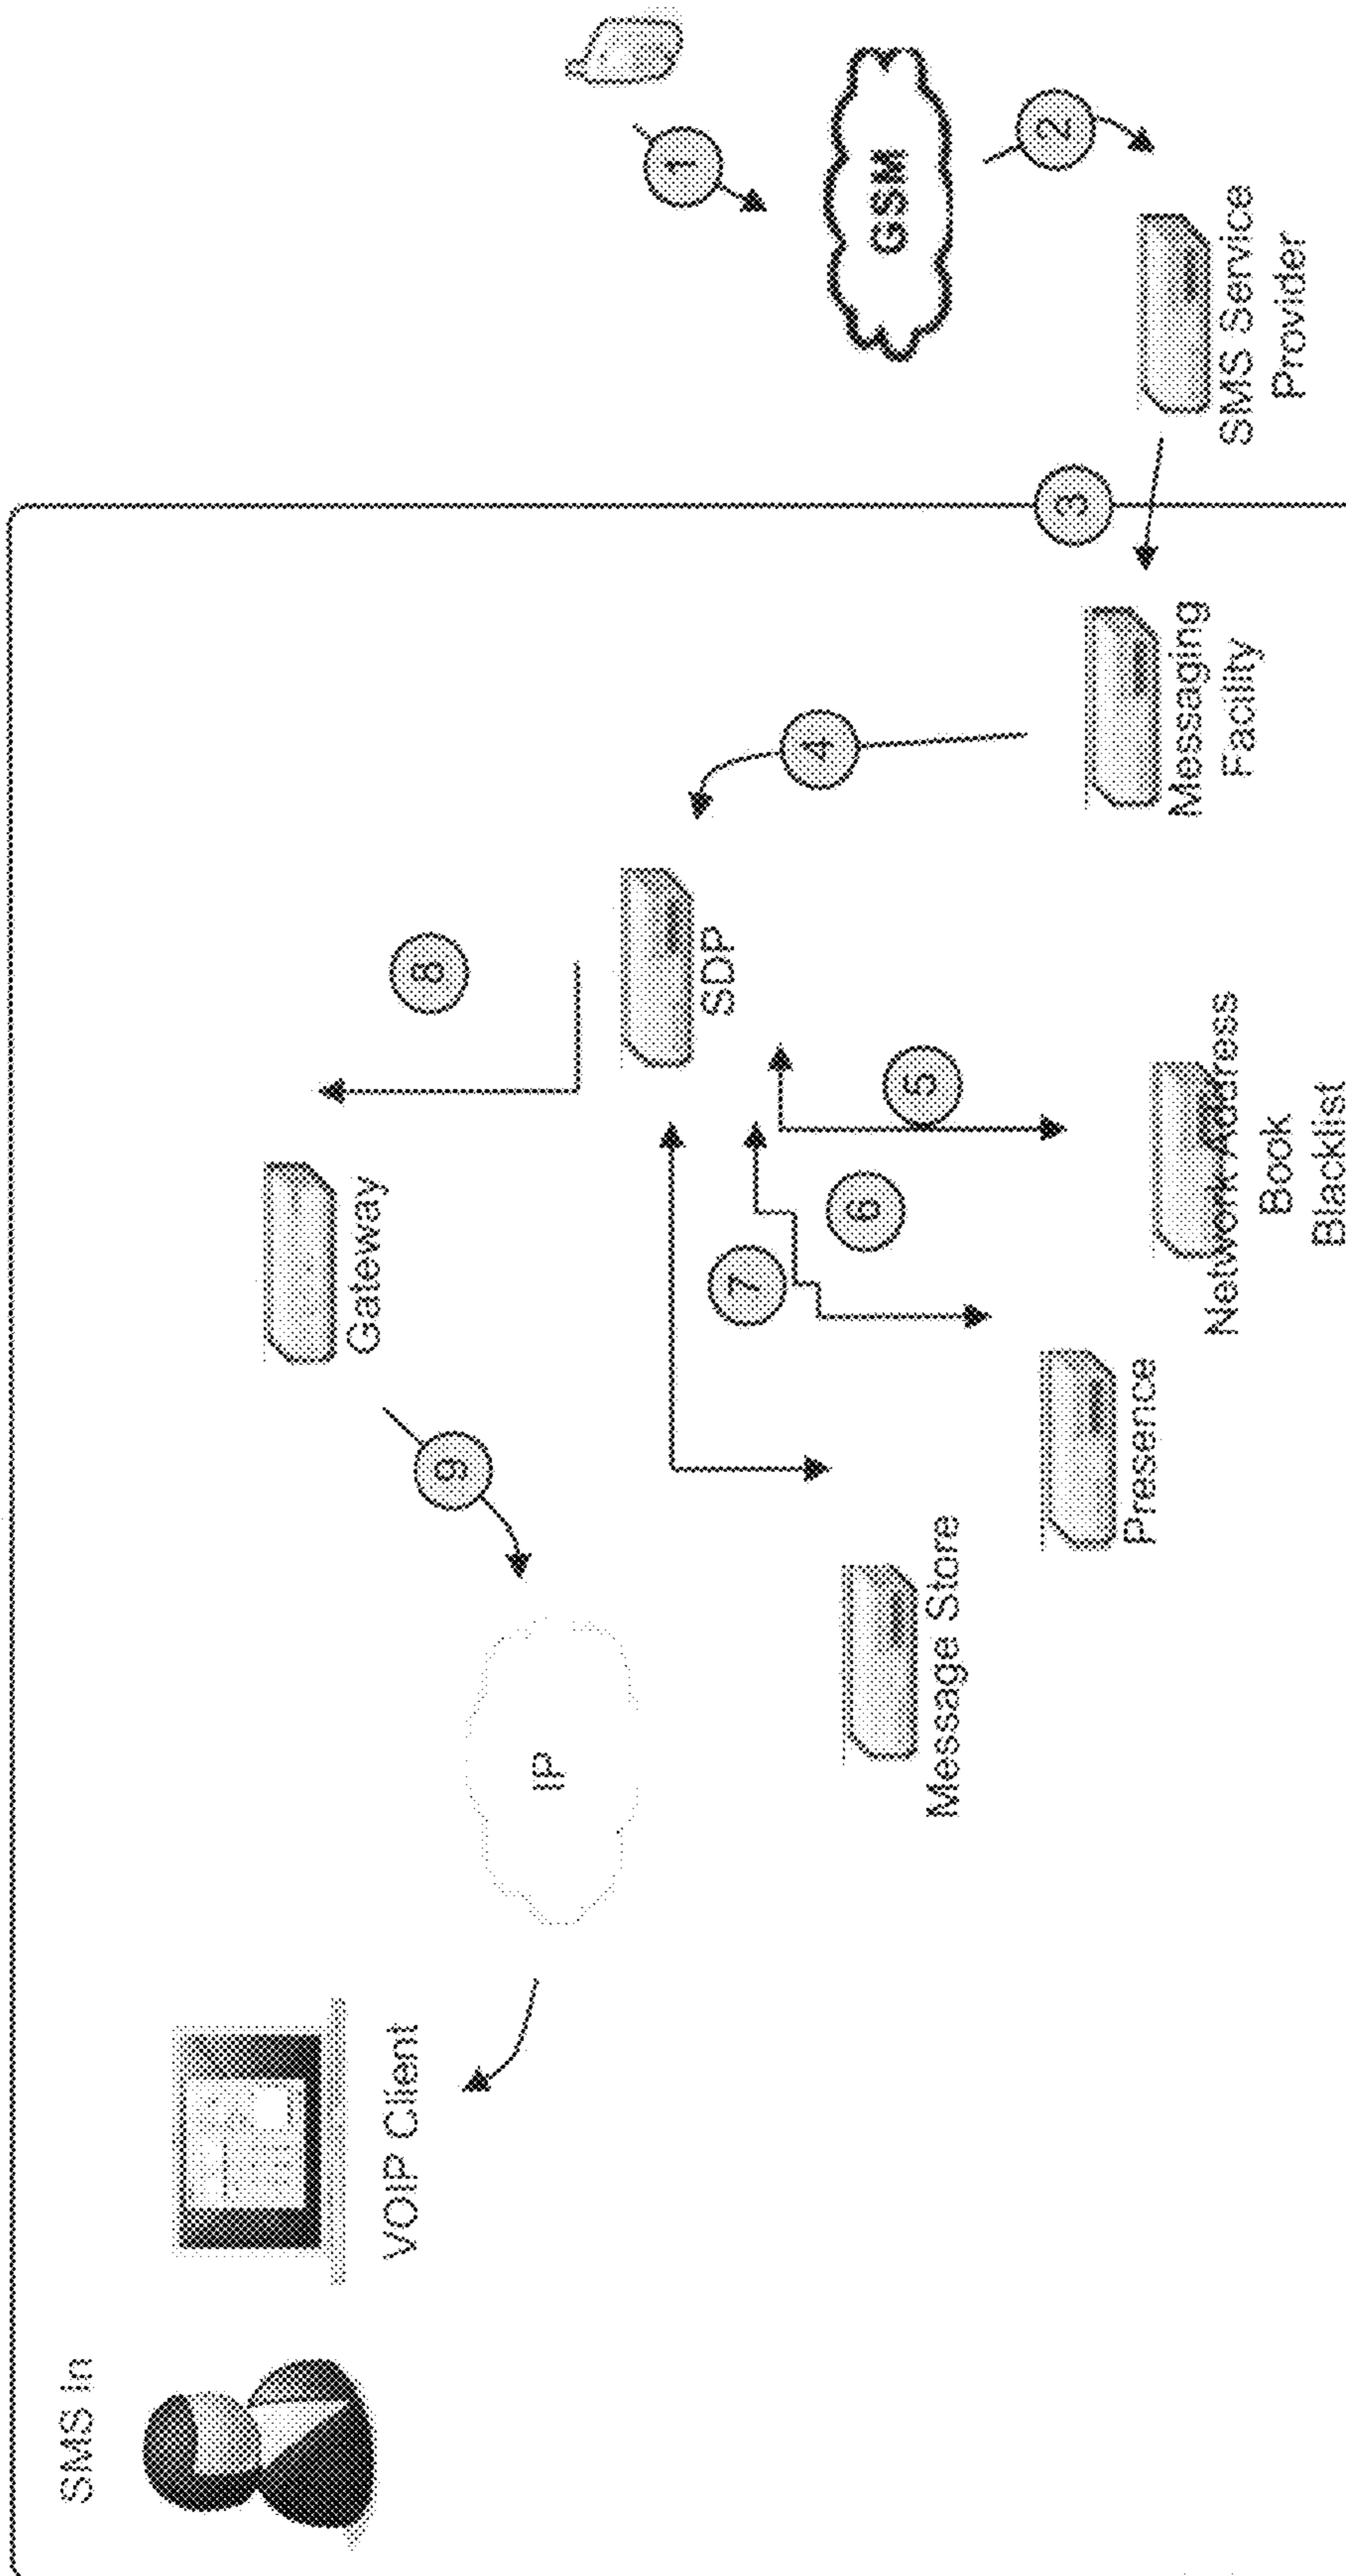 SMS In
VOIP Client
IP
9
Gateway
8
SDP
4
7
6
5
Message Store
Presence
Network Address
Book
Blacklist
Messaging
Facility
3
SMS Service
Provider
1
GSM
2